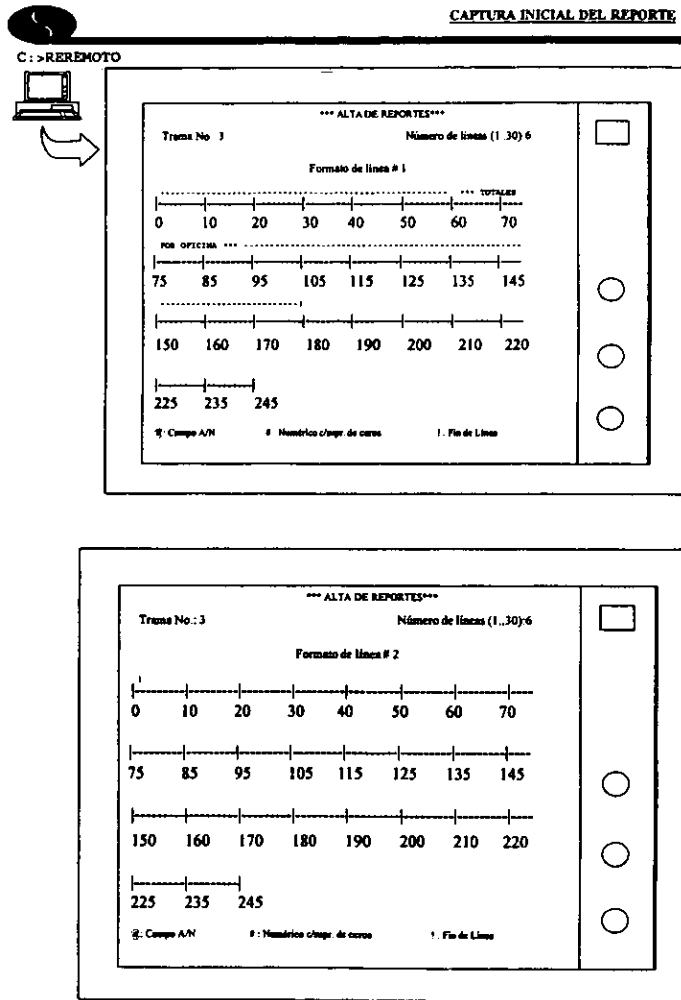 CAPTURA INICIAL DEL REPORTE
C:>REREMOTO
*** ALTA DE REPORTES***
Trama No 3 Número de líneas (1..30) 6
Formato de línea # 1
*** TOTALES
0 10 20 30 40 50 60 70
POR OFICINA ***
75 85 95 105 115 125 135 145
150 160 170 180 190 200 210 220
225 235 245
@: Campo A/N # Numérico c/supr. de ceros ! . Fin de Línea
*** ALTA DE REPORTES***
Trama No.: 3 Número de líneas (1..30):6
Formato de línea # 2
!
0 10 20 30 40 50 60 70
75 85 95 105 115 125 135 145
150 160 170 180 190 200 210 220
225 235 245
@: Campo A/N # : Numérico c/supr. de ceros ! . Fin de Línea